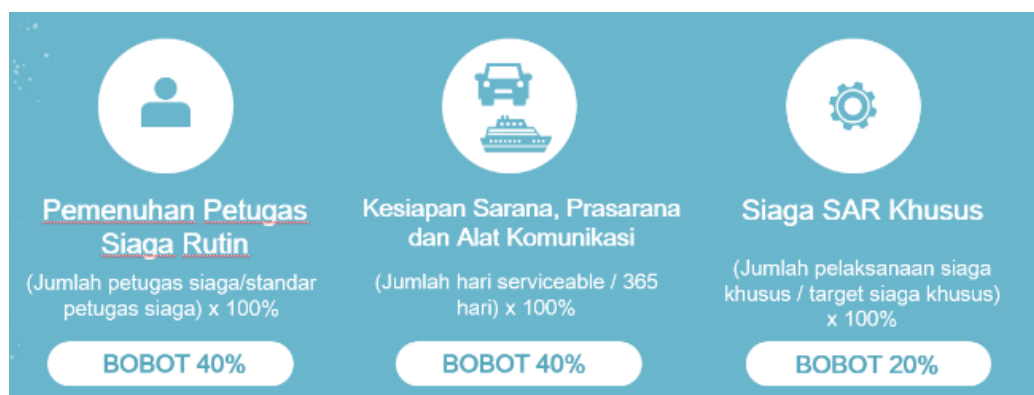 Pemenuhan Petugas
Siaga Rutin
(Jumlah petugas siaga/standar
petugas siaga) x 100%
BOBOT 40%
Kesiapan Sarana, Prasarana
dan Alat Komunikasi
(Jumlah hari serviceable / 365
hari) x 100%
BOBOT 40%
Siaga SAR Khusus
(Jumlah pelaksanaan siaga
khusus / target siaga khusus)
x 100%
BOBOT 20%